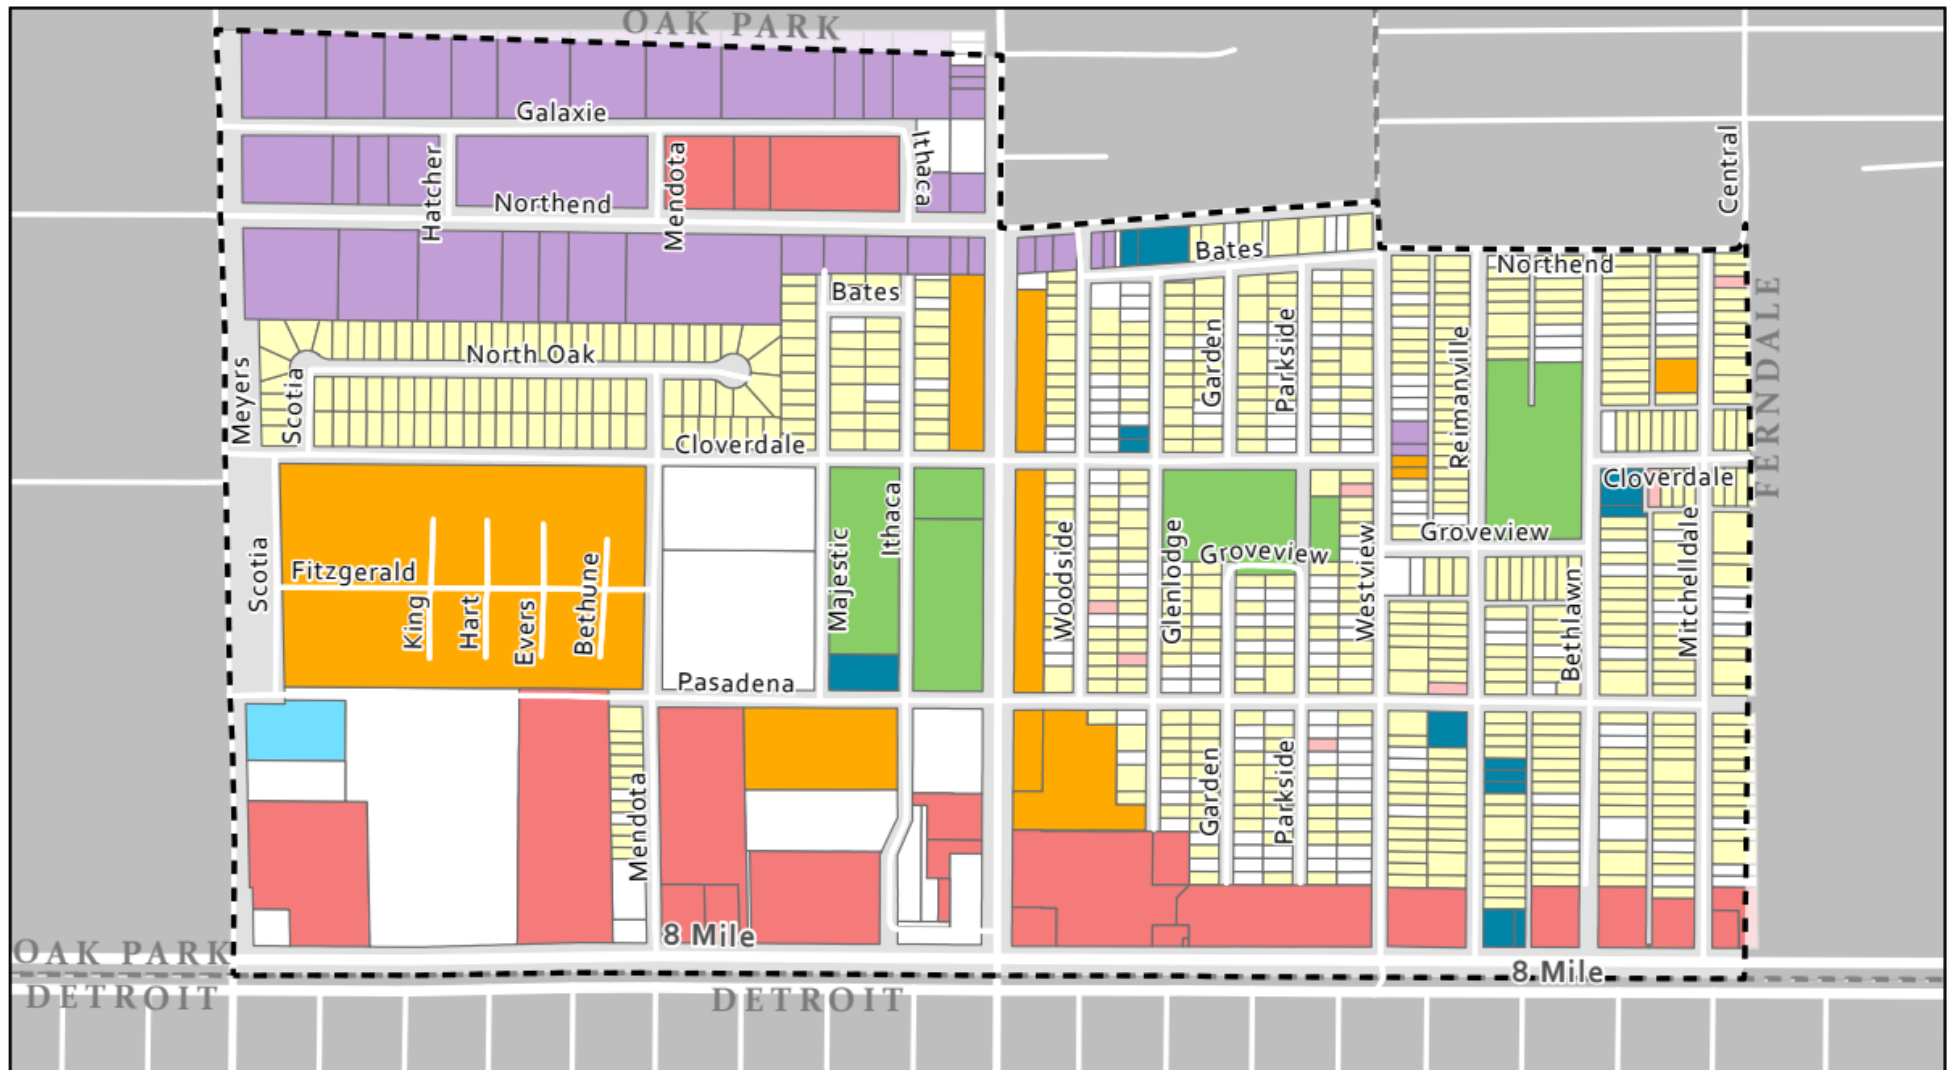 OAK PARK
Galaxie
Hatcher
Mendota
Ithaca
Northend
Central
Bates
Northend
Bates
North Oak
Meyers
Scotia
Garden
Parkside
Reimanville
FERNDALE
Cloverdale
Cloverdale
Scotia
Fitzgerald
King
Hart
Evers
Bethune
Majestic
Ithaca
Woodside
Glenlodge
Groveview
Westview
Groveview
Bethlawn
Mitchelldale
Pasadena
Mendota
Garden
Parkside
8 Mile
OAK PARK
8 Mile
DETROIT
DETROIT